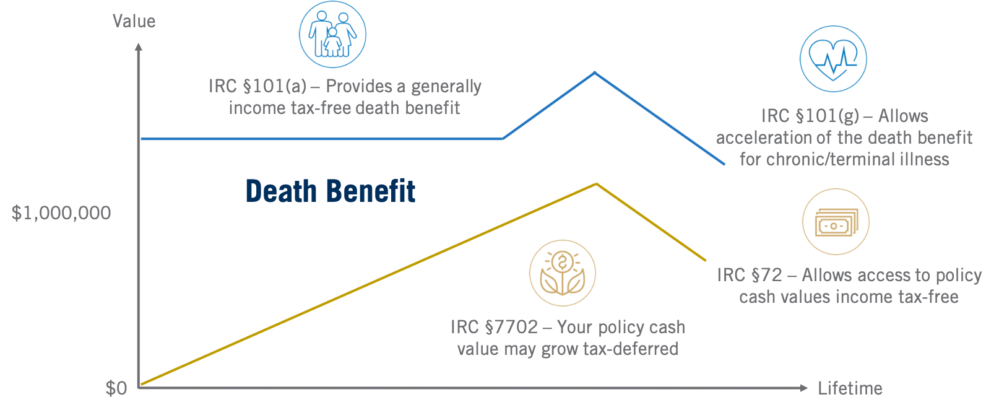 Value
IRC §101(a) – Provides a generally
income tax-free death benefit
IRC §101(g) – Allows
acceleration of the death benefit
for chronic/terminal illness
Death Benefit
$1,000,000
$
IRC §72 – Allows access to policy
cash values income tax-free
IRC §7702 – Your policy cash
value may grow tax-deferred
$0
Lifetime